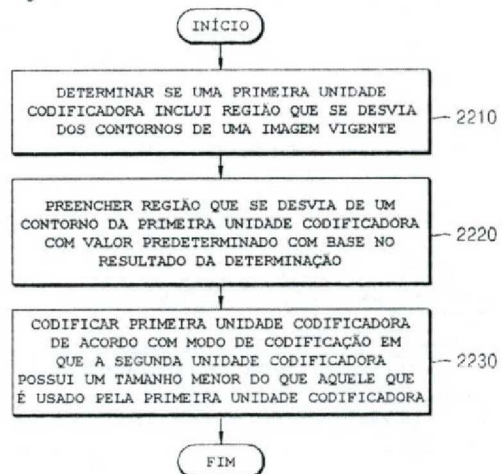 INÍCIO
DETERMINAR SE UMA PRIMEIRA UNIDADE
CODIFICADORA INCLUI REGIÃO QUE SE DESVIA
DOS CONTORNOS DE UMA IMAGEM VIGENTE
2210
PREENCHER REGIÃO QUE SE DESVIA DE UM
CONTORNO DA PRIMEIRA UNIDADE CODIFICADORA
COM VALOR PREDETERMINADO COM BASE NO
RESULTADO DA DETERMINAÇÃO
2220
CODIFICAR PRIMEIRA UNIDADE CODIFICADORA
DE ACORDO COM MODO DE CODIFICAÇÃO EM
QUE A SEGUNDA UNIDADE CODIFICADORA
POSSUI UM TAMANHO MENOR DO QUE AQUELE QUE
É USADO PELA PRIMEIRA UNIDADE CODIFICADORA
2230
FIM